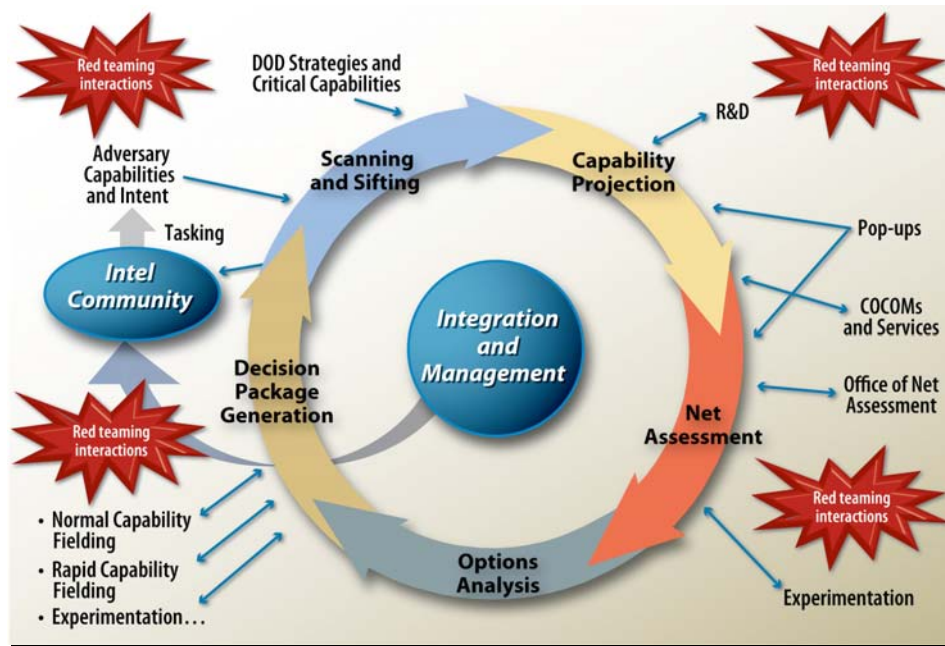 Red teaming
interactions
DOD Strategies and
Critical Capabilities
Red teaming
interactions
R&D
Adversary
Capabilities
and Intent
Scanning
and Sifting
Capability
Projection
Tasking
Pop-ups
Intel
Community
COCOMs
and Services
Integration
and
Management
Decision
Package
Generation
Office of Net
Assessment
Net
Assessment
Red teaming
interactions
Red teaming
interactions
• Normal Capability
Fielding
• Rapid Capability
Fielding
• Experimentation...
Options
Analysis
Experimentation